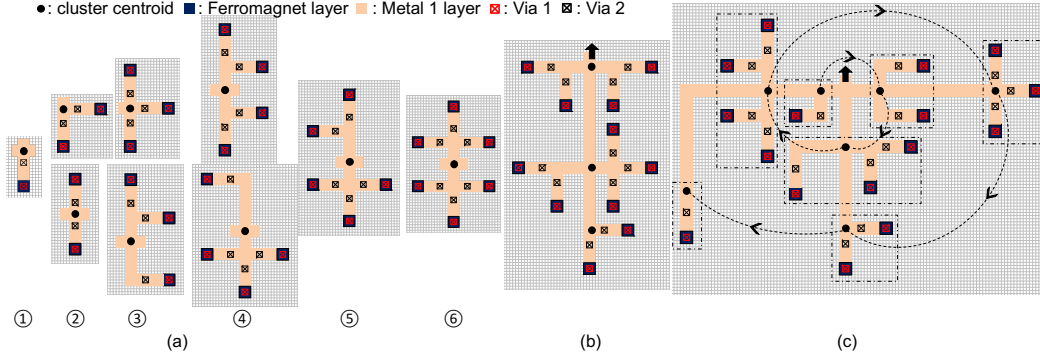 : cluster centroid : Ferromagnet layer : Metal 1 layer : Via 1 : Via 2
① ② ③ ④ ⑤ ⑥
(a) (b) (c)